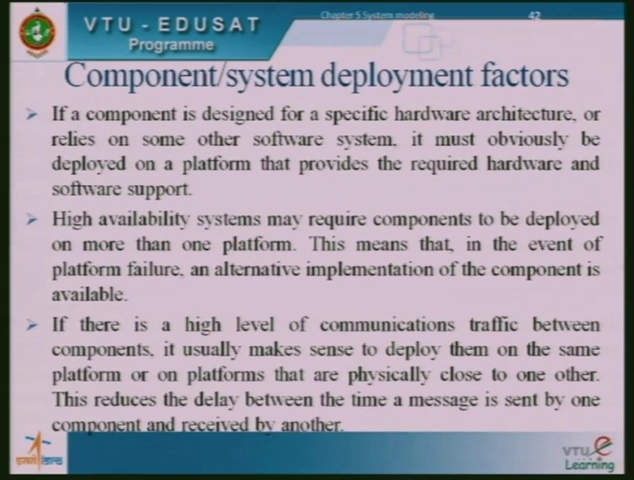 VTU - EDUSAT
Programme
Chapter 5 System modeling
42
Component/system deployment factors
➤ If a component is designed for a specific hardware architecture, or
relies on some other software system, it must obviously be
deployed on a platform that provides the required hardware and
software support.
➤ High availability systems may require components to be deployed
on more than one platform. This means that, in the event of
platform failure, an alternative implementation of the component is
available.
➤ If there is a high level of communications traffic between
components, it usually makes sense to deploy them on the same
platform or on platforms that are physically close to one other.
This reduces the delay between the time a message is sent by one
component and received by another.
इसरो isro
VTU e
Learning